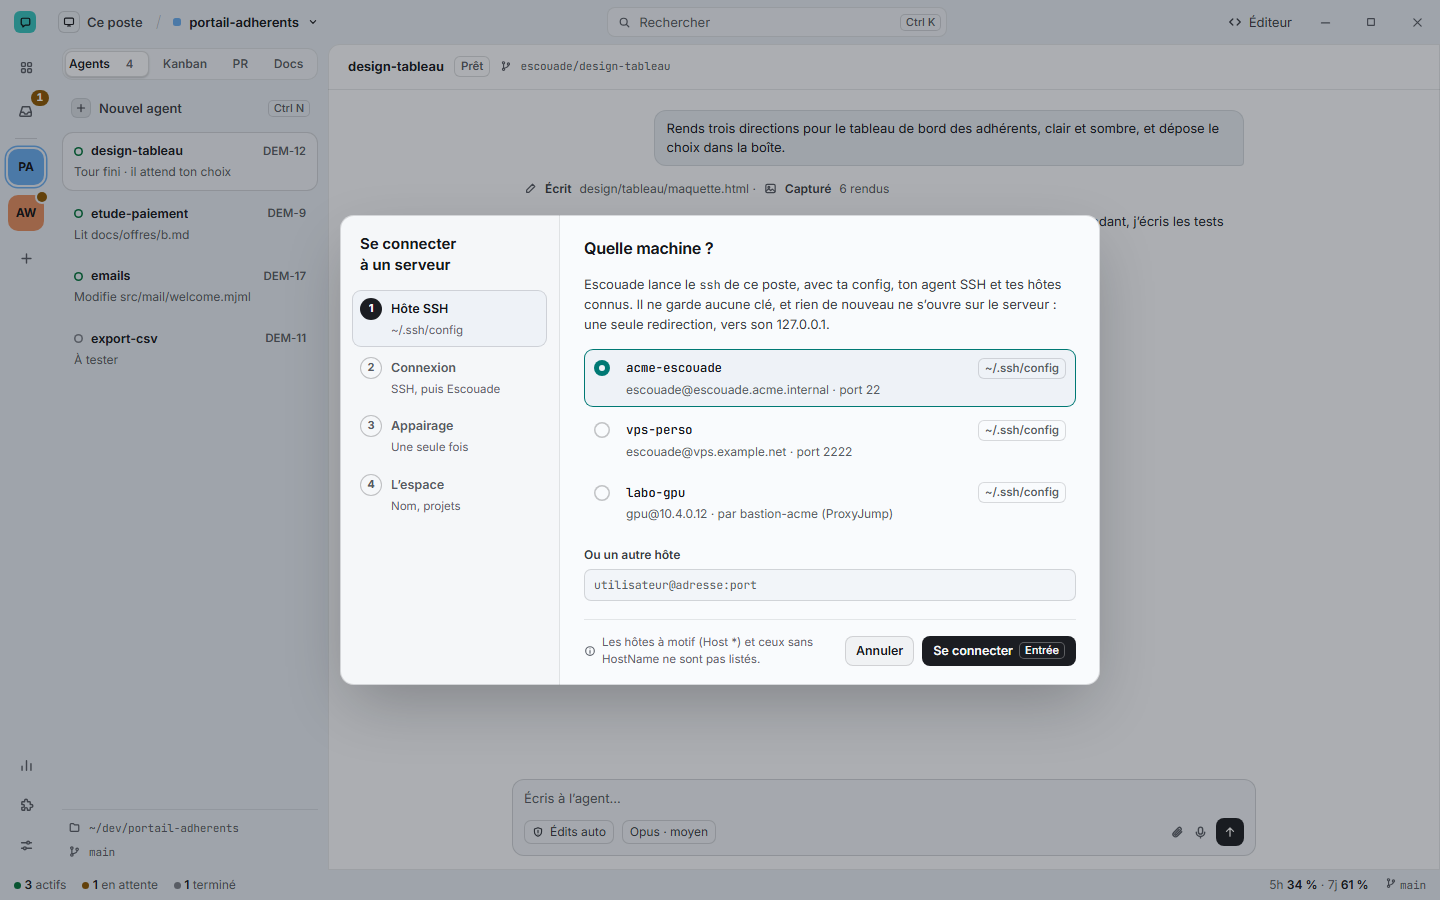 Ce poste / portail-adherents
Rechercher
Ctrl K
Éditeur
1
PA
AW
Agents 4
Kanban
PR
Docs
Nouvel agent
Ctrl N
design-tableau
DEM-12
Tour fini · il attend ton choix
etude-paiement
DEM-9
Lit docs/offres/b.md
emails
DEM-17
Modifie src/mail/welcome.mjml
export-csv
DEM-11
À tester
~/dev/portail-adherents
main
design-tableau
Prêt
escouade/design-tableau
Rends trois directions pour le tableau de bord des adhérents, clair et sombre, et dépose le
choix dans la boîte.
Écrit design/tableau/maquette.html · Capturé 6 rendus
dant, j’écris les tests
Se connecter
à un serveur
1
Hôte SSH
~/.ssh/config
2
Connexion
SSH, puis Escouade
3
Appairage
Une seule fois
4
L’espace
Nom, projets
Quelle machine ?
Escouade lance le ssh de ce poste, avec ta config, ton agent SSH et tes hôtes
connus. Il ne garde aucune clé, et rien de nouveau ne s’ouvre sur le serveur :
une seule redirection, vers son 127.0.0.1.
acme-escouade
~/.ssh/config
escouade@escouade.acme.internal · port 22
vps-perso
~/.ssh/config
escouade@vps.example.net · port 2222
labo-gpu
~/.ssh/config
gpu@10.4.0.12 · par bastion-acme (ProxyJump)
Ou un autre hôte
utilisateur@adresse:port
Les hôtes à motif (Host *) et ceux sans
HostName ne sont pas listés.
Annuler
Se connecter Entrée
Écris à l’agent…
Édits auto
Opus · moyen
3 actifs
1 en attente
1 terminé
5h 34 % · 7j 61 %
main